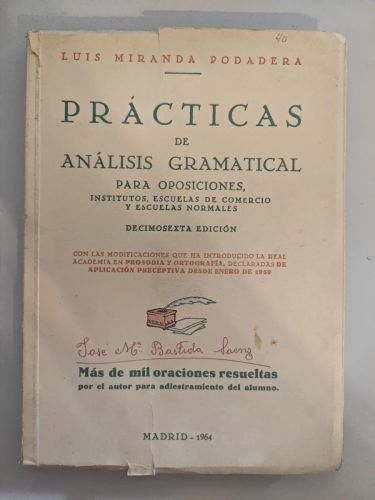 40
LUIS MIRANDA PODADERA
PRÁCTICAS
DE
ANÁLISIS GRAMATICAL
PARA OPOSICIONES,
INSTITUTOS, ESCUELAS DE COMERCIO
Y ESCUELAS NORMALES
DECIMOSEXTA EDICIÓN
CON LAS MODIFICACIONES QUE HA INTRODUCIDO LA REAL
ACADEMIA EN PROSODIA Y ORTOGRAFÍA, DECLARADAS DE
APLICACIÓN PRECEPTIVA DESDE ENERO DE 1959
José Mª Bastida Saenz
Más de mil oraciones resueltas
por el autor para adiestramiento del alumno.
MADRID - 1964